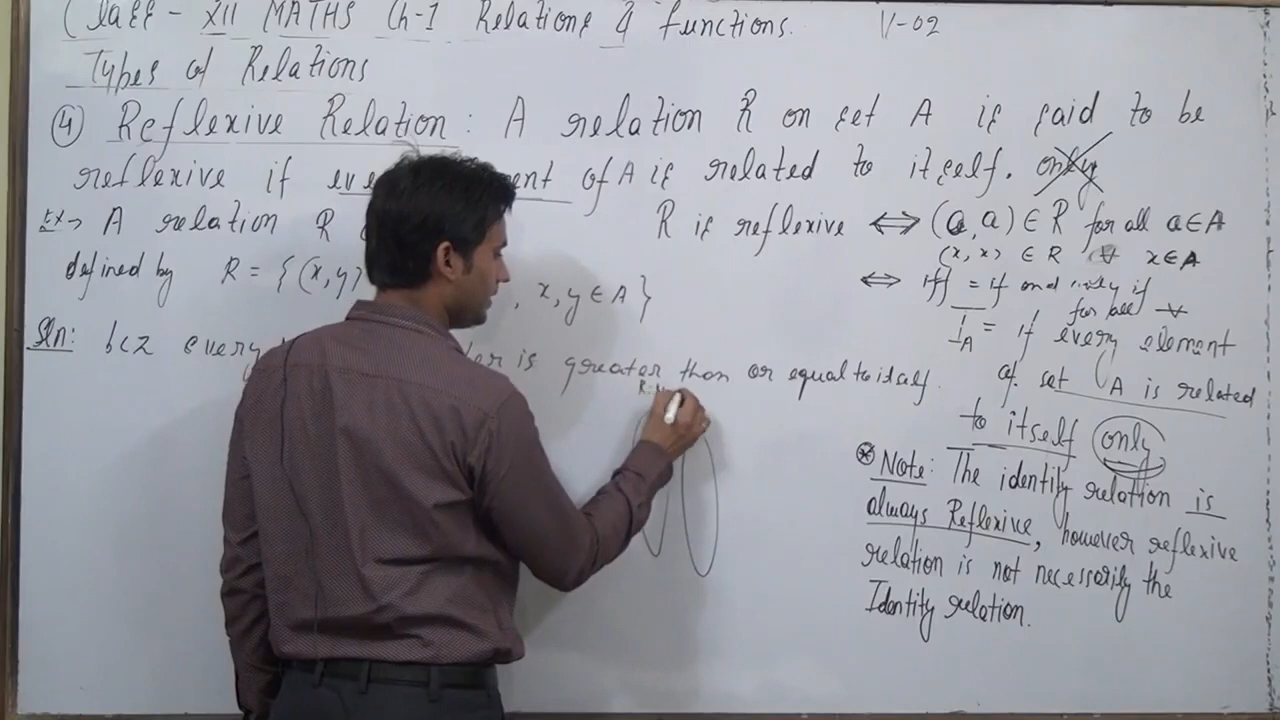 Class - XII MATHS Ch-1 Relations & functions. V-02
Types of Relations
④ Reflexive Relation: A relation R on set A is said to be
reflexive if every ent of A is related to itself. only
Ex→ A relation R
defined by R = {(x, y) , x, y ∈ A}
Sln: bcz every is greater than or equal to itself.
R is reflexive ⟺ (a, a) ∈ R for all a ∈ A
(x, x) ∈ R ∀ x ∈ A
⟺ iff = if and only if
for all ∀
I_A = if every element
of set A is related
to itself only
R:
⊛ Note: The identity relation is
always Reflexive, however reflexive
relation is not necessarily the
Identity relation.